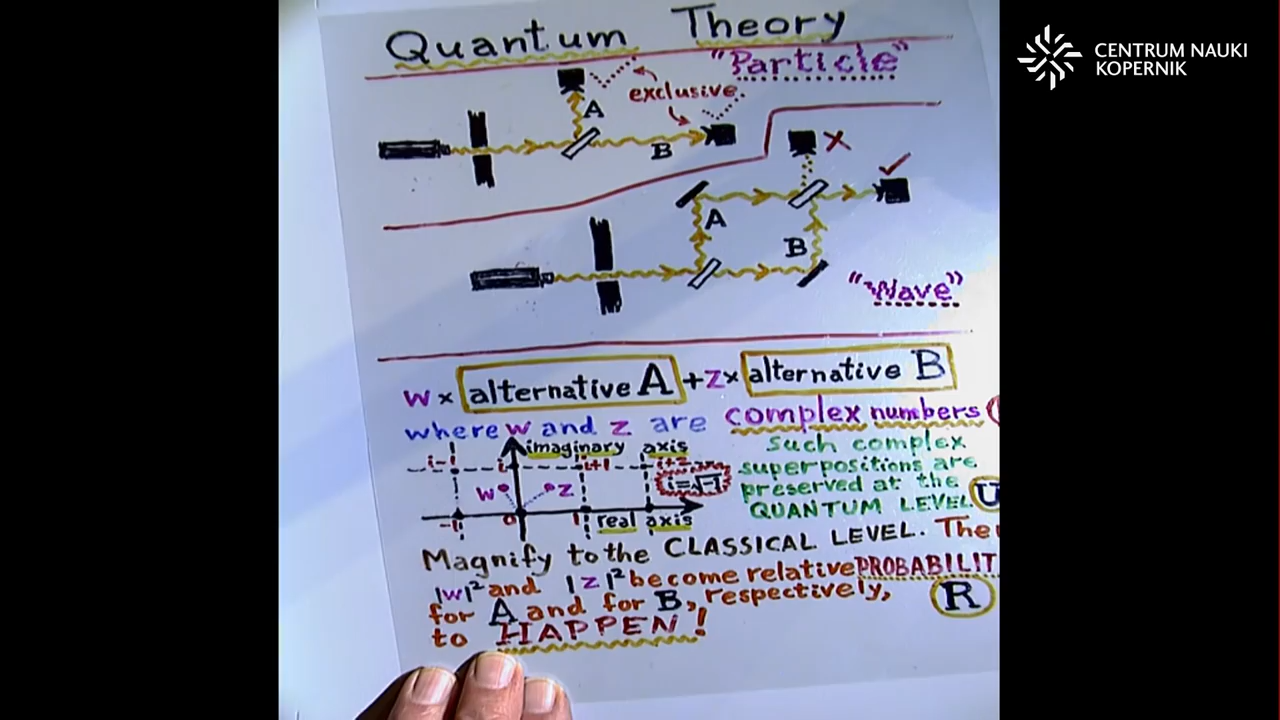 CENTRUM NAUKI
KOPERNIK
Quantum Theory
"Particle"
exclusive
A
B
A
B
"Wave"
w × alternative A + z × alternative B
where w and z are complex numbers
imaginary axis
i-1 i i+1 i+2
i=√-1
w z
-1 0 1
real axis
Such complex
superpositions are
preserved at the
QUANTUM LEVEL U
Magnify to the CLASSICAL LEVEL. The
|w|² and |z|² become relative PROBABILIT
for A and for B, respectively, R
to HAPPEN!